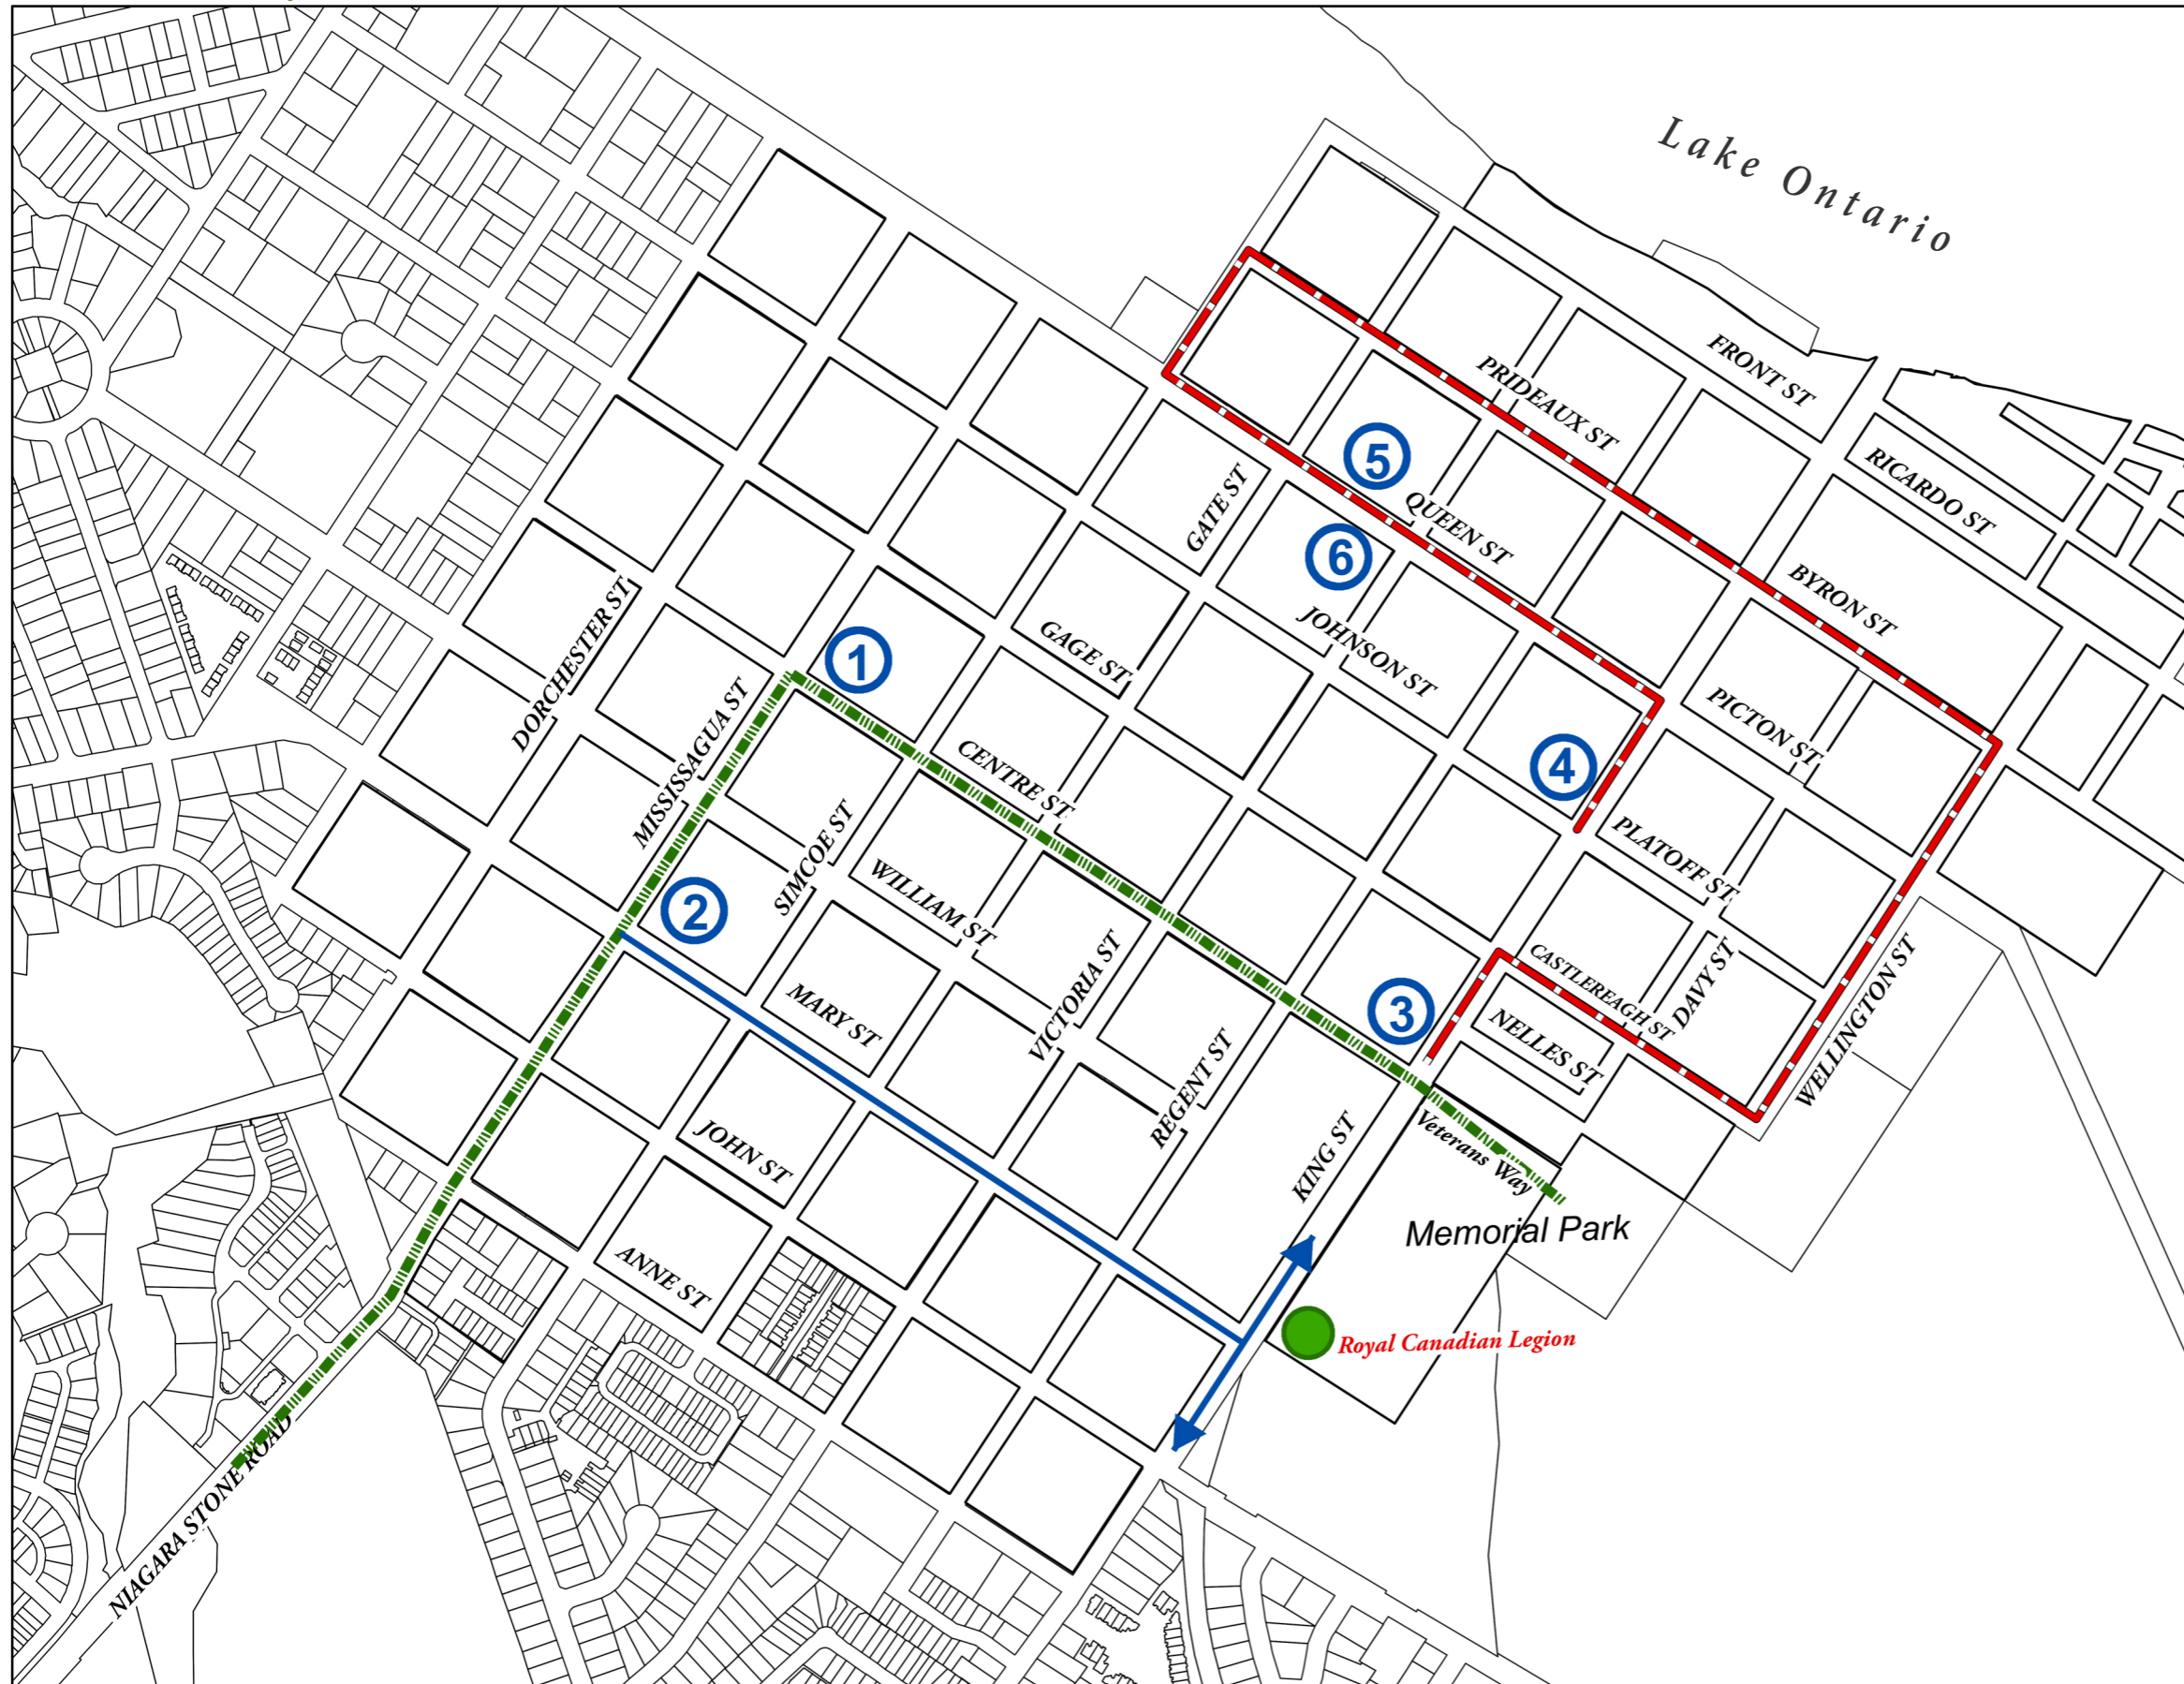 Lake Ontario
FRONT ST
PRIDEAUX ST
RICARDO ST
5
GATE ST
QUEEN ST
6
BYRON ST
DORCHESTER ST
1
GAGE ST
JOHNSON ST
MISSISSAGUA ST
PICTON ST
4
CENTRE ST
SIMCOE ST
PLATOFF ST
2
WILLIAM ST
MARY ST
VICTORIA ST
3
CASTLEREAGH ST
DAVY ST
WELLINGTON ST
NELLES ST
REGENT ST
JOHN ST
KING ST
Veterans Way
Memorial Park
ANNE ST
Royal Canadian Legion
NIAGARA STONE ROAD